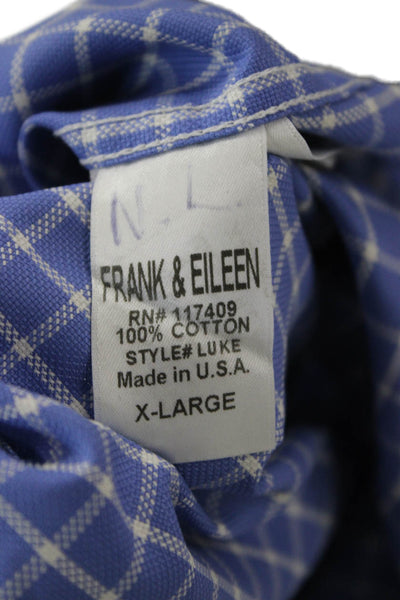 N.L.
FRANK & EILEEN
RN# 117409
100% COTTON
STYLE# LUKE
Made in U.S.A.
X-LARGE